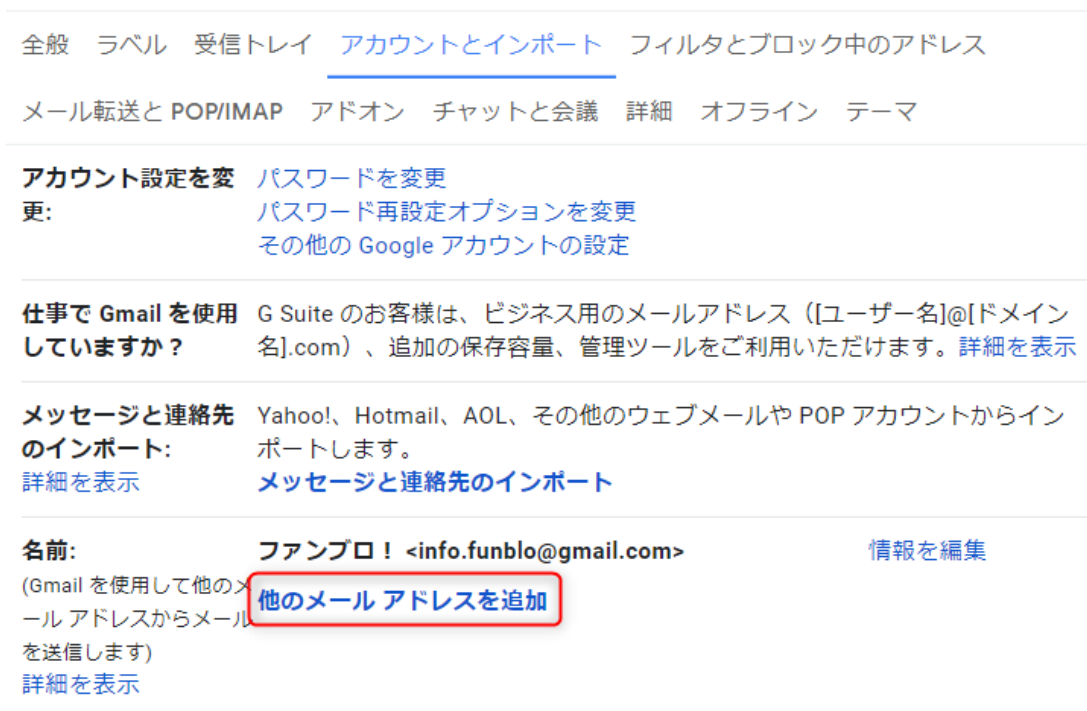 全般 ラベル 受信トレイ アカウントとインポート フィルタとブロック中のアドレス
メール転送と POP/IMAP アドオン チャットと会議 詳細 オフライン テーマ
アカウント設定を変 パスワードを変更
更: パスワード再設定オプションを変更
その他の Google アカウントの設定
仕事で Gmail を使用 G Suite のお客様は、ビジネス用のメールアドレス（[ユーザー名]@[ドメイン
していますか？ 名].com）、追加の保存容量、管理ツールをご利用いただけます。詳細を表示
メッセージと連絡先 Yahoo!、Hotmail、AOL、その他のウェブメールや POP アカウントからイン
のインポート: ポートします。
詳細を表示 メッセージと連絡先のインポート
名前: ファンブロ！ <info.funblo@gmail.com> 情報を編集
(Gmail を使用して他のメ
他のメール アドレスを追加
ール アドレスからメール
を送信します)
詳細を表示